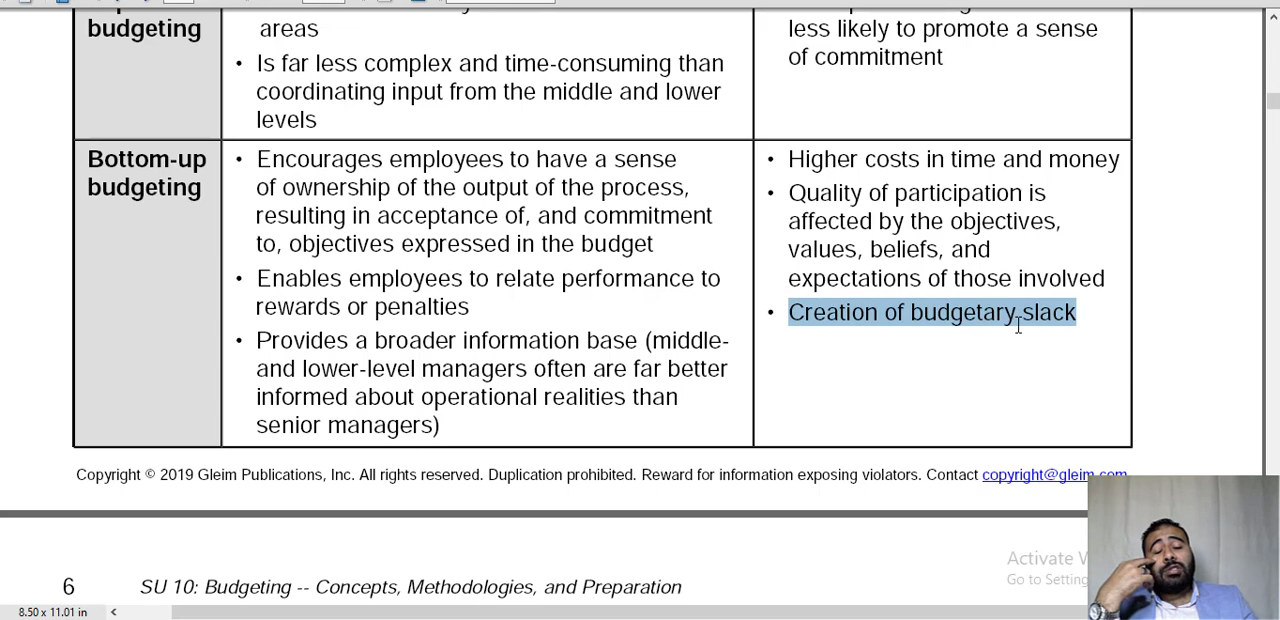 budgeting
areas
• Is far less complex and time-consuming than
coordinating input from the middle and lower
levels
less likely to promote a sense
of commitment
Bottom-up
budgeting
• Encourages employees to have a sense
of ownership of the output of the process,
resulting in acceptance of, and commitment
to, objectives expressed in the budget
• Enables employees to relate performance to
rewards or penalties
• Provides a broader information base (middle-
and lower-level managers often are far better
informed about operational realities than
senior managers)
• Higher costs in time and money
• Quality of participation is
affected by the objectives,
values, beliefs, and
expectations of those involved
• Creation of budgetary slack
Copyright © 2019 Gleim Publications, Inc. All rights reserved. Duplication prohibited. Reward for information exposing violators. Contact copyright@gleim.com
6 SU 10: Budgeting -- Concepts, Methodologies, and Preparation
Activate
Go to Setting
8.50 x 11.01 in